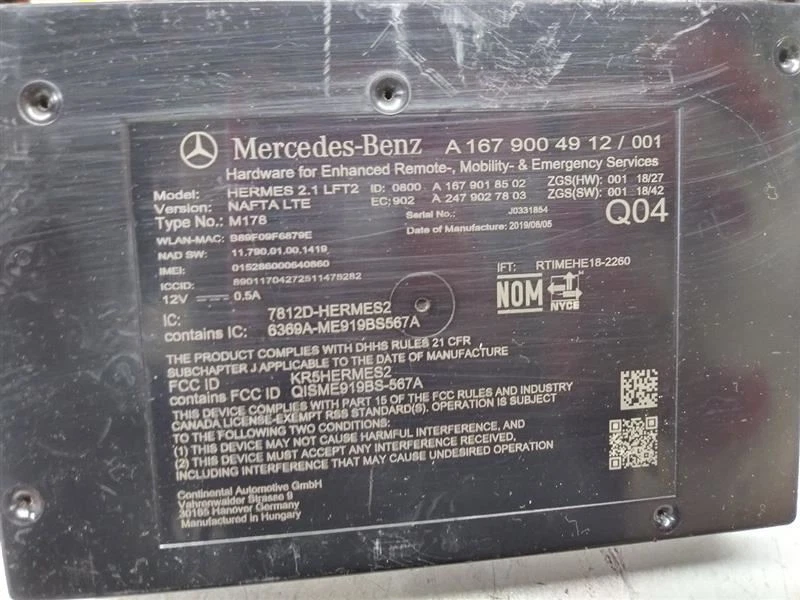 Mercedes-Benz A 167 900 49 12 / 001
Hardware for Enhanced Remote-, Mobility- & Emergency Services
Model: HERMES 2.1 LFT2 ID: 0800 A 167 901 85 02 ZGS(HW): 001 18/27
Version: NAFTA LTE EC: 902 A 247 902 78 03 ZGS(SW): 001 18/42
Type No.: M178 Serial No.: J0331854 Q04
Date of Manufacture: 2019/06/05
WLAN-MAC: B89F09F6879E
NAD SW: 11.790.01.00.1419
IMEI: 015286000640860
ICCID: 89011704272511475282
12V 0.5A
IFT: RTIMEHE18-2260
NOM NYCE
IC: 7812D-HERMES2
contains IC: 6369A-ME919BS567A
THE PRODUCT COMPLIES WITH DHHS RULES 21 CFR
SUBCHAPTER J APPLICABLE TO DATE OF MANUFACTURE
FCC ID KR5HERMES2
contains FCC ID QISME919BS-567A
THIS DEVICE COMPLIES WITH PART 15 OF THE FCC RULES AND INDUSTRY
CANADA LICENSE-EXEMPT RSS STANDARD(S). OPERATION IS SUBJECT
TO THE FOLLOWING TWO CONDITIONS:
(1) THIS DEVICE MAY NOT CAUSE HARMFUL INTERFERENCE, AND
(2) THIS DEVICE MUST ACCEPT ANY INTERFERENCE RECEIVED,
INCLUDING INTERFERENCE THAT MAY CAUSE UNDESIRED OPERATION
Continental Automotive GmbH
Vahrenwalder Strasse 9
30165 Hanover Germany
Manufactured in Hungary